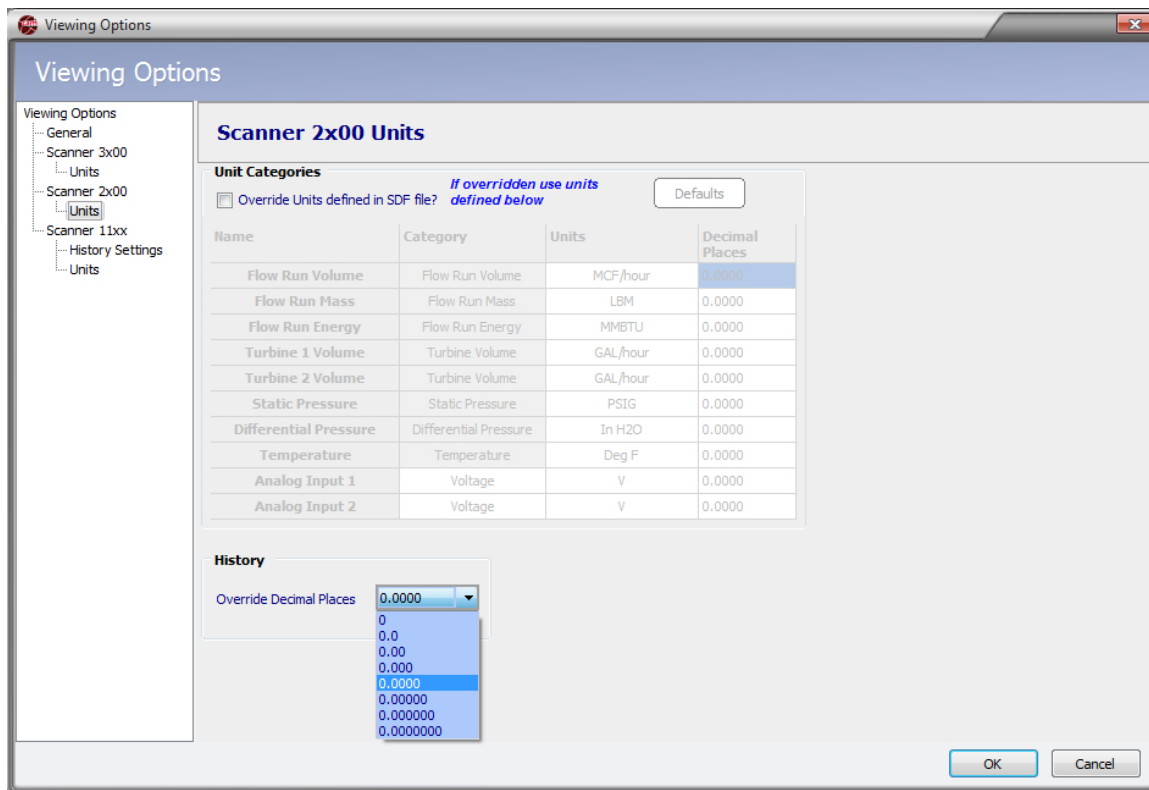 Viewing Options
Viewing Options
Viewing Options
General
Scanner 3x00
Units
Scanner 2x00
Units
Scanner 11xx
History Settings
Units
Scanner 2x00 Units
Unit Categories
Override Units defined in SDF file?
If overridden use units
defined below
Defaults
Name Category Units Decimal
Places
Flow Run Volume Flow Run Volume MCF/hour 0.0000
Flow Run Mass Flow Run Mass LBM 0.0000
Flow Run Energy Flow Run Energy MMBTU 0.0000
Turbine 1 Volume Turbine Volume GAL/hour 0.0000
Turbine 2 Volume Turbine Volume GAL/hour 0.0000
Static Pressure Static Pressure PSIG 0.0000
Differential Pressure Differential Pressure In H2O 0.0000
Temperature Temperature Deg F 0.0000
Analog Input 1 Voltage V 0.0000
Analog Input 2 Voltage V 0.0000
History
Override Decimal Places 0.0000
0
0.0
0.00
0.000
0.0000
0.00000
0.000000
0.0000000
OK Cancel